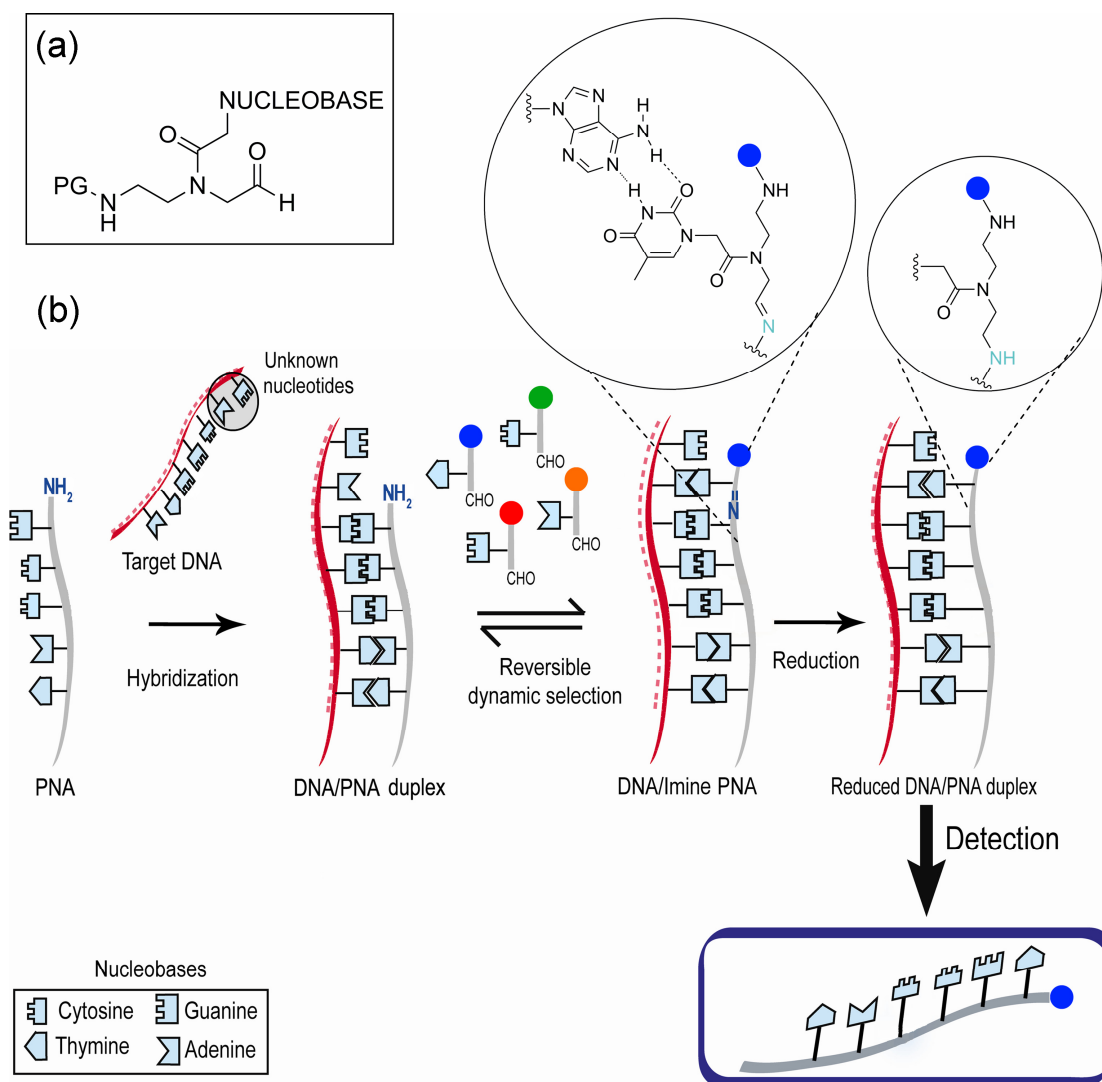 (a)
NUCLEOBASE
O
O
PG
N
N
H
H
(b)
N
N
H
N
N
N
N
H
H
O
N
N
O
O
N
NH
N
NH
N
O
NH
Unknown
nucleotides
NH2
Target DNA
NH2
CHO
CHO
CHO
CHO
N
Hybridization
Reversible
dynamic selection
Reduction
PNA
DNA/PNA duplex
DNA/Imine PNA
Reduced DNA/PNA duplex
Detection
Nucleobases
Cytosine
Guanine
Thymine
Adenine